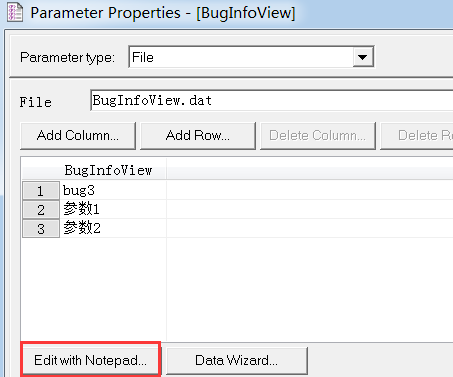 Parameter Properties - [BugInfoView]
Parameter type: File
File BugInfoView.dat
Add Column... Add Row... Delete Column... Delete
BugInfoView
1 bug3
2 参数1
3 参数2
Edit with Notepad... Data Wizard...